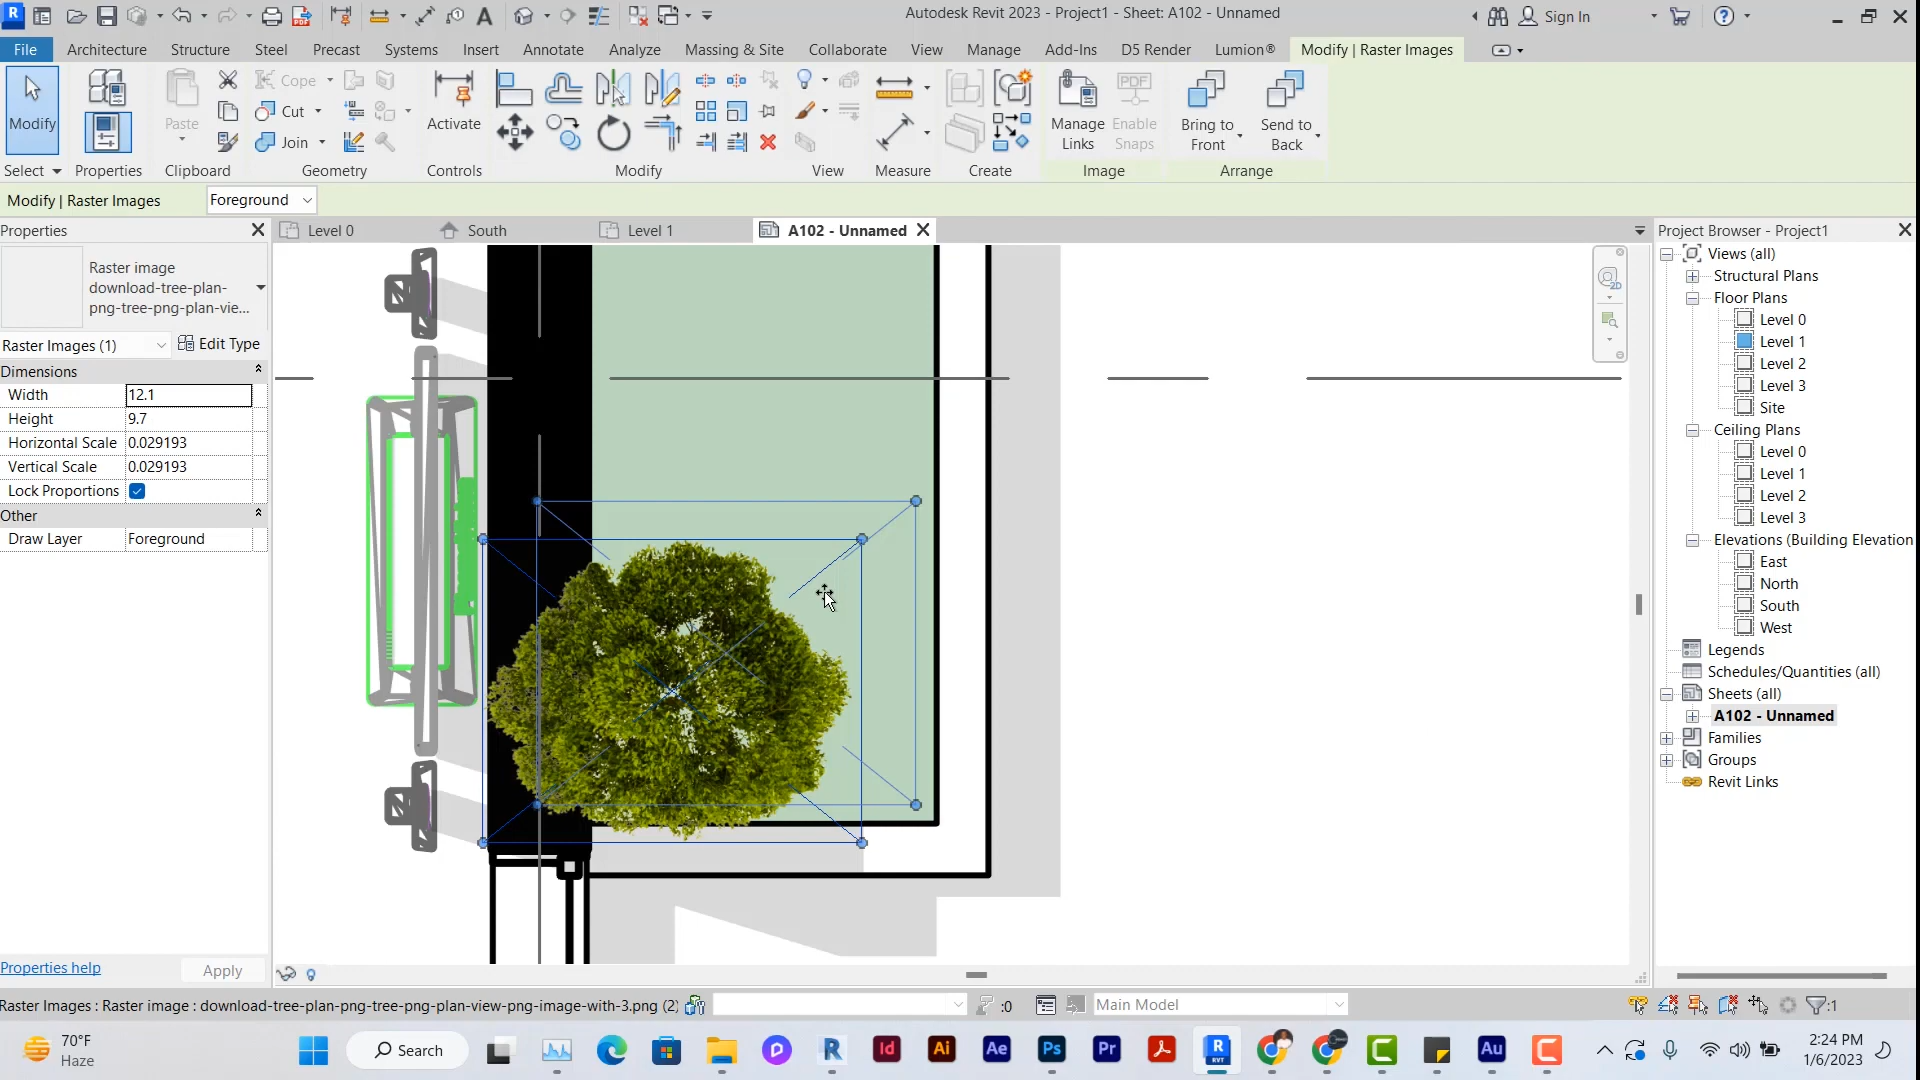 Autodesk Revit 2023 - Project1 - Sheet: A102 - Unnamed
Sign In
File
Architecture
Structure
Steel
Precast
Systems
Insert
Annotate
Analyze
Massing & Site
Collaborate
View
Manage
Add-Ins
D5 Render
Lumion®
Modify | Raster Images
Modify
Paste
Cope
Cut
Join
Activate
Manage Links
Enable Snaps
Bring to Front
Send to Back
PDF
Select
Properties
Clipboard
Geometry
Controls
Modify
View
Measure
Create
Image
Arrange
Modify | Raster Images
Foreground
Properties
Level 0
South
Level 1
A102 - Unnamed
Project Browser - Project1
Raster image
download-tree-plan-
png-tree-png-plan-vie...
Raster Images (1)
Edit Type
Dimensions
Width 12.1
Height 9.7
Horizontal Scale 0.029193
Vertical Scale 0.029193
Lock Proportions
Other
Draw Layer Foreground
Properties help
Apply
2D
Views (all)
Structural Plans
Floor Plans
Level 0
Level 1
Level 2
Level 3
Site
Ceiling Plans
Level 0
Level 1
Level 2
Level 3
Elevations (Building Elevation
East
North
South
West
Legends
Schedules/Quantities (all)
Sheets (all)
A102 - Unnamed
Families
Groups
Revit Links
Raster Images : Raster image : download-tree-plan-png-tree-png-plan-view-png-image-with-3.png (2)
:0
Main Model
:1
70°F
Haze
Search
R
Id
Ai
Ae
Ps
Pr
R
RVT
Au
2:24 PM
1/6/2023